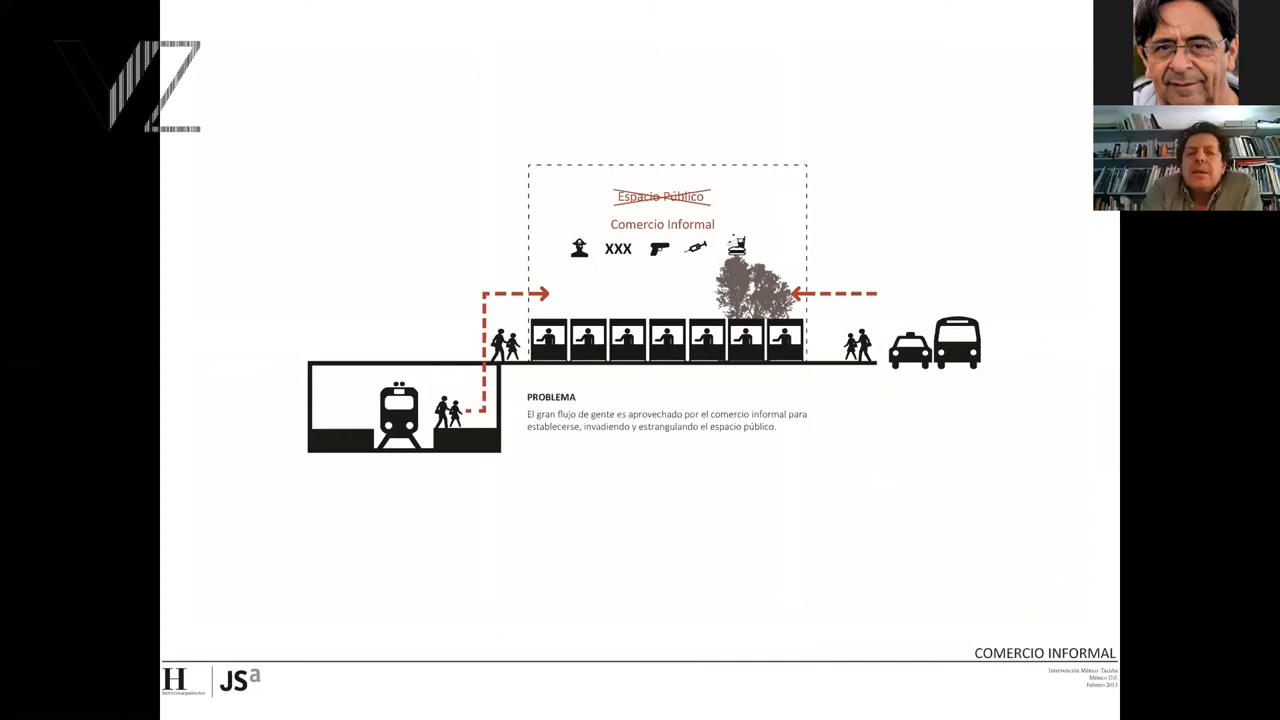 VZ
Espacio Público
Comercio Informal
XXX
PROBLEMA
El gran flujo de gente es aprovechado por el comercio informal para
establecerse, invadiendo y estrangulando el espacio público.
COMERCIO INFORMAL
Intervención México-Tacuba
México D.F.
Febrero 2013
H
JSa